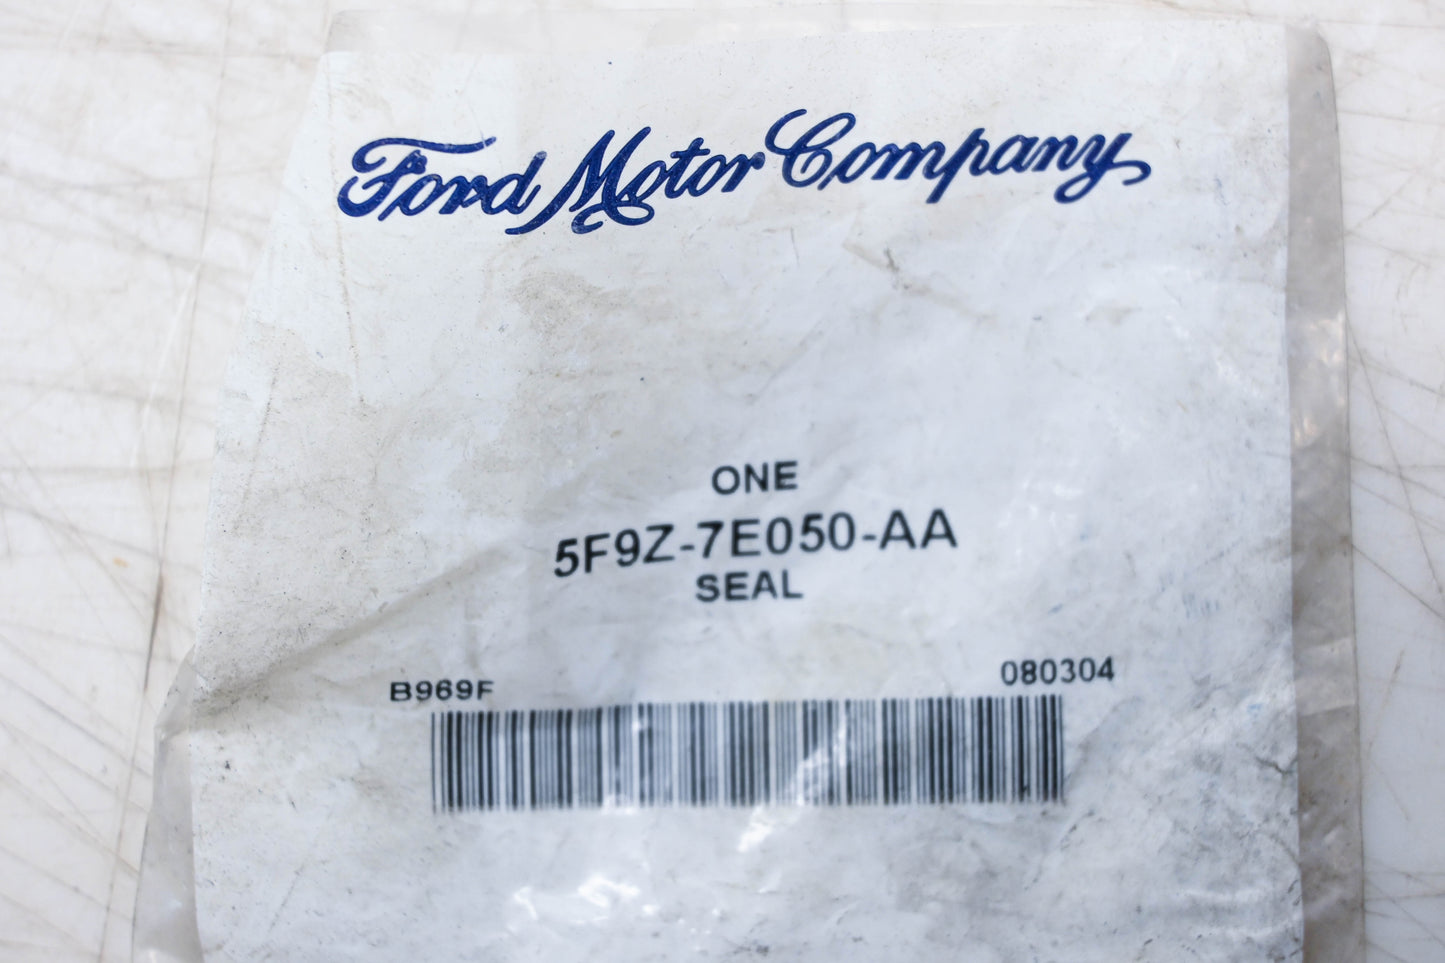 Ford Motor Company
ONE
5F9Z-7E050-AA
SEAL
B969F 080304